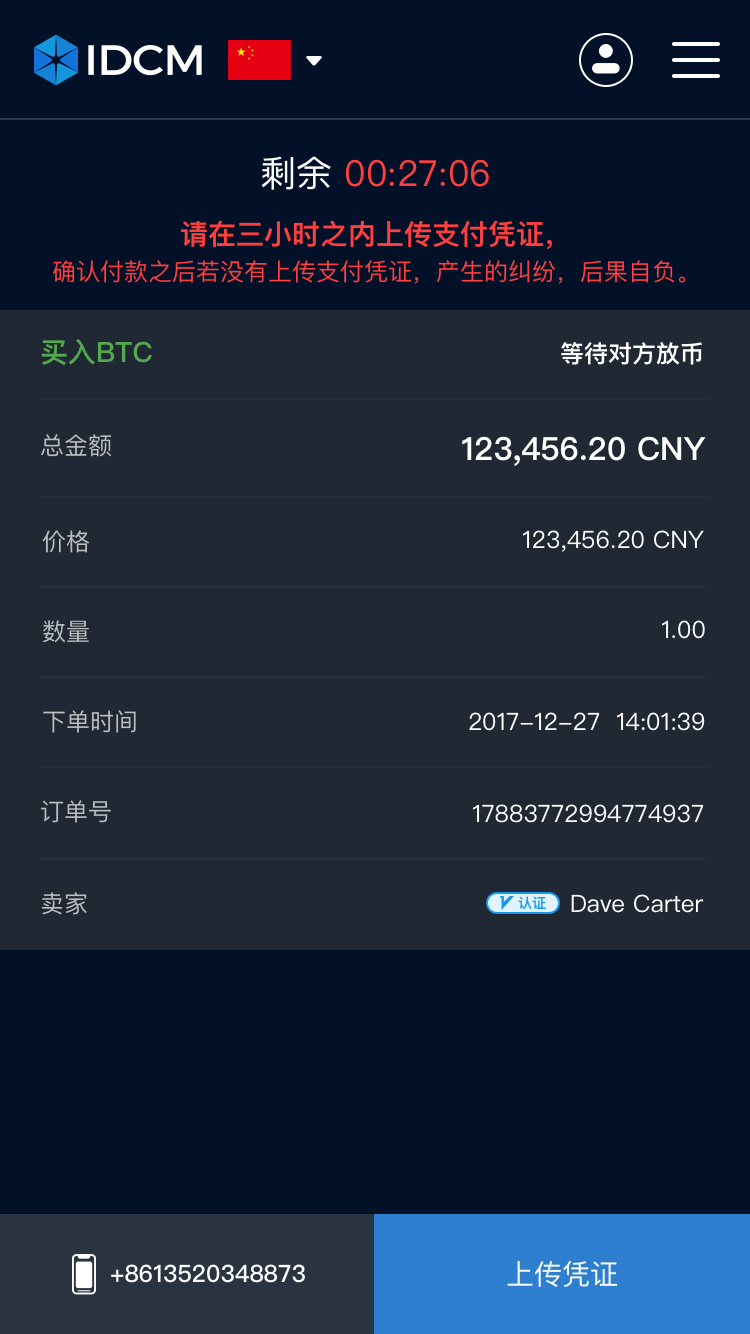 IDCM
剩余 00:27:06
请在三小时之内上传支付凭证，
确认付款之后若没有上传支付凭证，产生的纠纷，后果自负。
买入BTC 等待对方放币
总金额 123,456.20 CNY
价格 123,456.20 CNY
数量 1.00
下单时间 2017-12-27 14:01:39
订单号 17883772994774937
卖家 V 认证 Dave Carter
+8613520348873 上传凭证